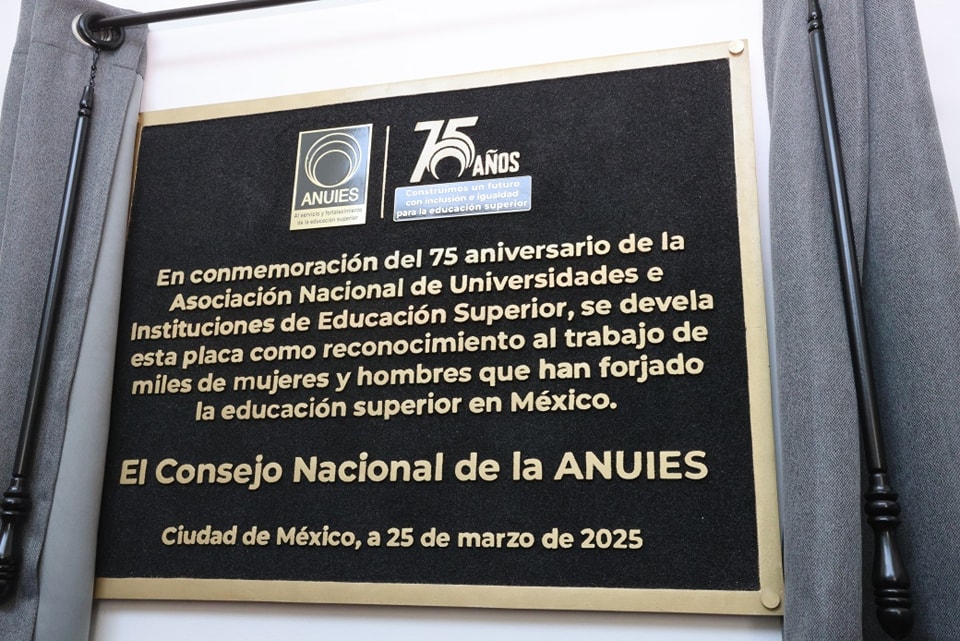 ANUIES
Al servicio y fortalecimiento
de la educación superior
75 AÑOS
Construimos un futuro
con inclusión e igualdad
para la educación superior
En conmemoración del 75 aniversario de la
Asociación Nacional de Universidades e
Instituciones de Educación Superior, se devela
esta placa como reconocimiento al trabajo de
miles de mujeres y hombres que han forjado
la educación superior en México.
El Consejo Nacional de la ANUIES
Ciudad de México, a 25 de marzo de 2025